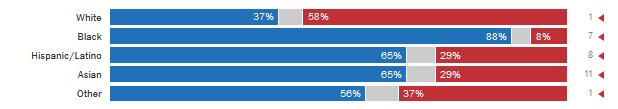 White 37% 58% 1
Black 88% 8% 7
Hispanic/Latino 65% 29% 8
Asian 65% 29% 11
Other 56% 37% 1